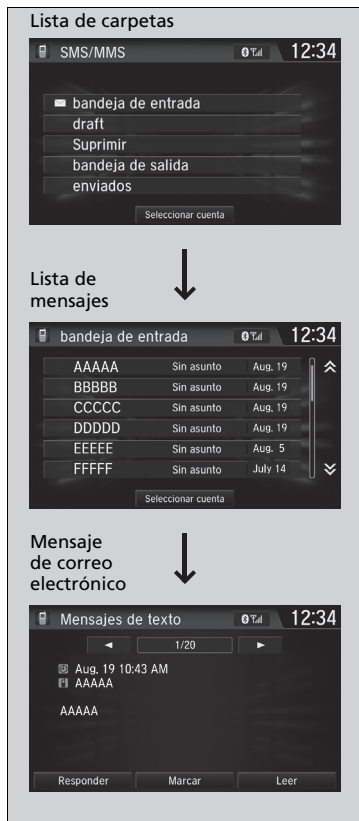 Lista de carpetas
SMS/MMS 12:34
bandeja de entrada
draft
Suprimir
bandeja de salida
enviados
Seleccionar cuenta
Lista de
mensajes
bandeja de entrada 12:34
AAAAA Sin asunto Aug. 19
BBBBB Sin asunto Aug. 19
CCCCC Sin asunto Aug. 19
DDDDD Sin asunto Aug. 19
EEEEE Sin asunto Aug. 5
FFFFF Sin asunto July 14
Seleccionar cuenta
Mensaje
de correo
electrónico
Mensajes de texto 12:34
1/20
Aug, 19 10:43 AM
AAAAA
AAAAA
Responder Marcar Leer